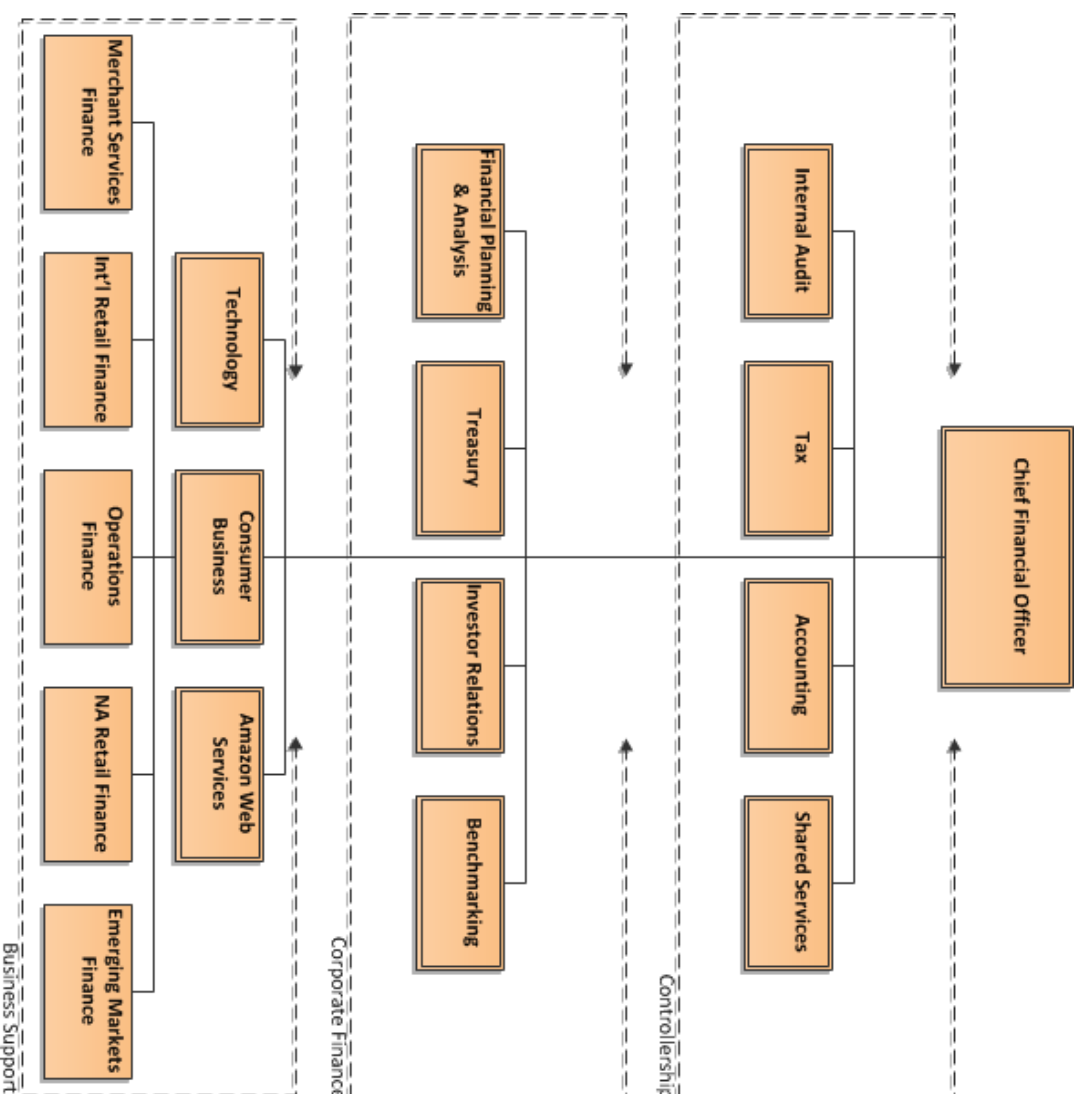 Chief Financial Officer
Internal Audit
Tax
Accounting
Shared Services
Controllership
Financial Planning
& Analysis
Treasury
Investor Relations
Benchmarking
Corporate Finance
Technology
Consumer
Business
Amazon Web
Services
Merchant Services
Finance
Int'l Retail Finance
Operations
Finance
NA Retail Finance
Emerging Markets
Finance
Business Support